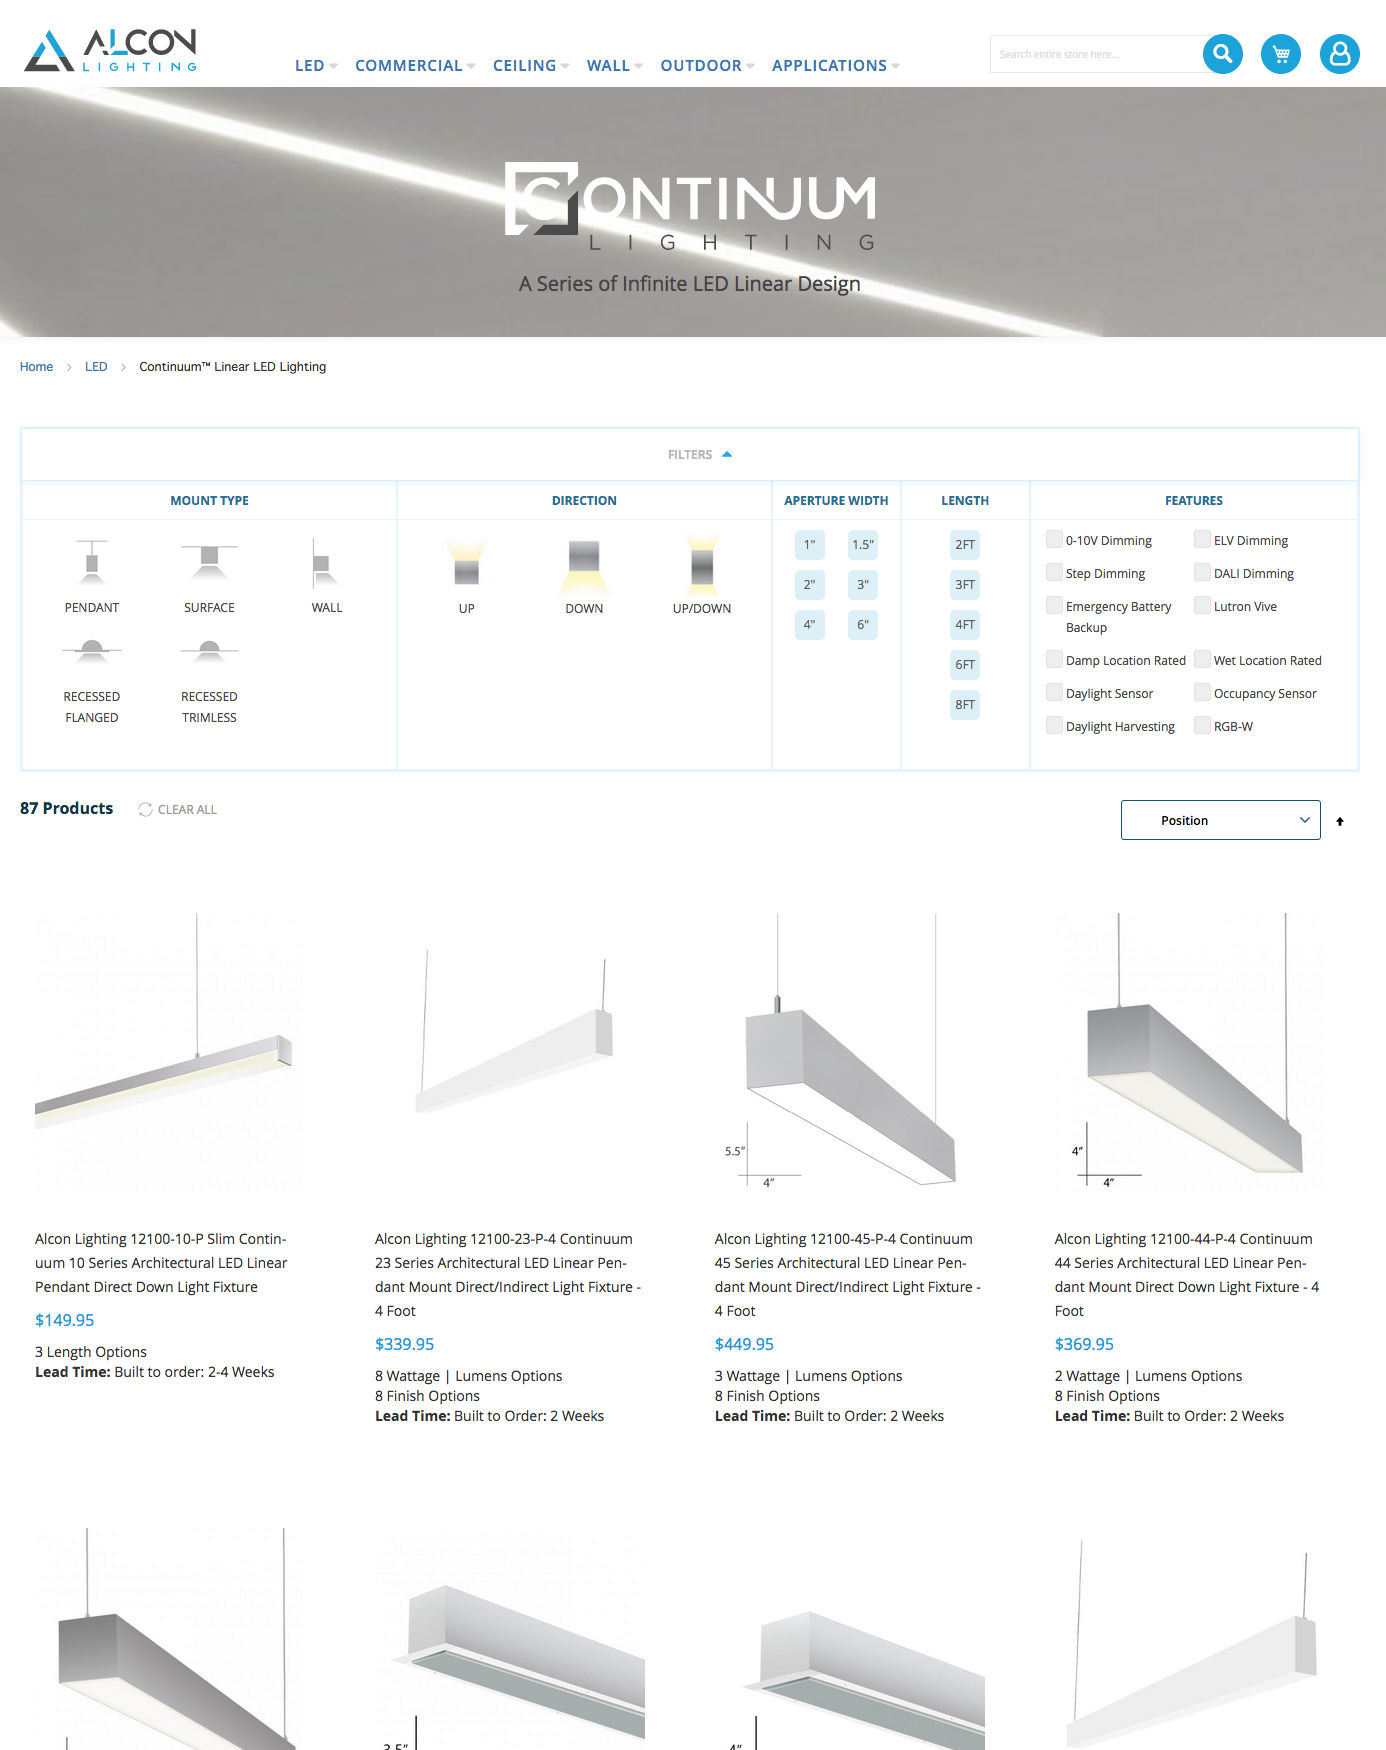 ALCON
LIGHTING
LED COMMERCIAL CEILING WALL OUTDOOR APPLICATIONS
Search entire store here...
CONTINUUM
LIGHTING
A Series of Infinite LED Linear Design
Home > LED > Continuum™ Linear LED Lighting
FILTERS
MOUNT TYPE
PENDANT SURFACE WALL
RECESSED FLANGED
RECESSED TRIMLESS
DIRECTION
UP DOWN UP/DOWN
APERTURE WIDTH
1" 1.5"
2" 3"
4" 6"
LENGTH
2FT
3FT
4FT
6FT
8FT
FEATURES
0-10V Dimming ELV Dimming
Step Dimming DALI Dimming
Emergency Battery Backup Lutron Vive
Damp Location Rated Wet Location Rated
Daylight Sensor Occupancy Sensor
Daylight Harvesting RGB-W
87 Products CLEAR ALL
Position
5.5"
4"
4"
4"
Alcon Lighting 12100-10-P Slim Contin-
uum 10 Series Architectural LED Linear
Pendant Direct Down Light Fixture
$149.95
3 Length Options
Lead Time: Built to order: 2-4 Weeks
Alcon Lighting 12100-23-P-4 Continuum
23 Series Architectural LED Linear Pen-
dant Mount Direct/Indirect Light Fixture -
4 Foot
$339.95
8 Wattage | Lumens Options
8 Finish Options
Lead Time: Built to Order: 2 Weeks
Alcon Lighting 12100-45-P-4 Continuum
45 Series Architectural LED Linear Pen-
dant Mount Direct/Indirect Light Fixture -
4 Foot
$449.95
3 Wattage | Lumens Options
8 Finish Options
Lead Time: Built to Order: 2 Weeks
Alcon Lighting 12100-44-P-4 Continuum
44 Series Architectural LED Linear Pen-
dant Mount Direct Down Light Fixture - 4
Foot
$369.95
2 Wattage | Lumens Options
8 Finish Options
Lead Time: Built to Order: 2 Weeks
3.5"
4"